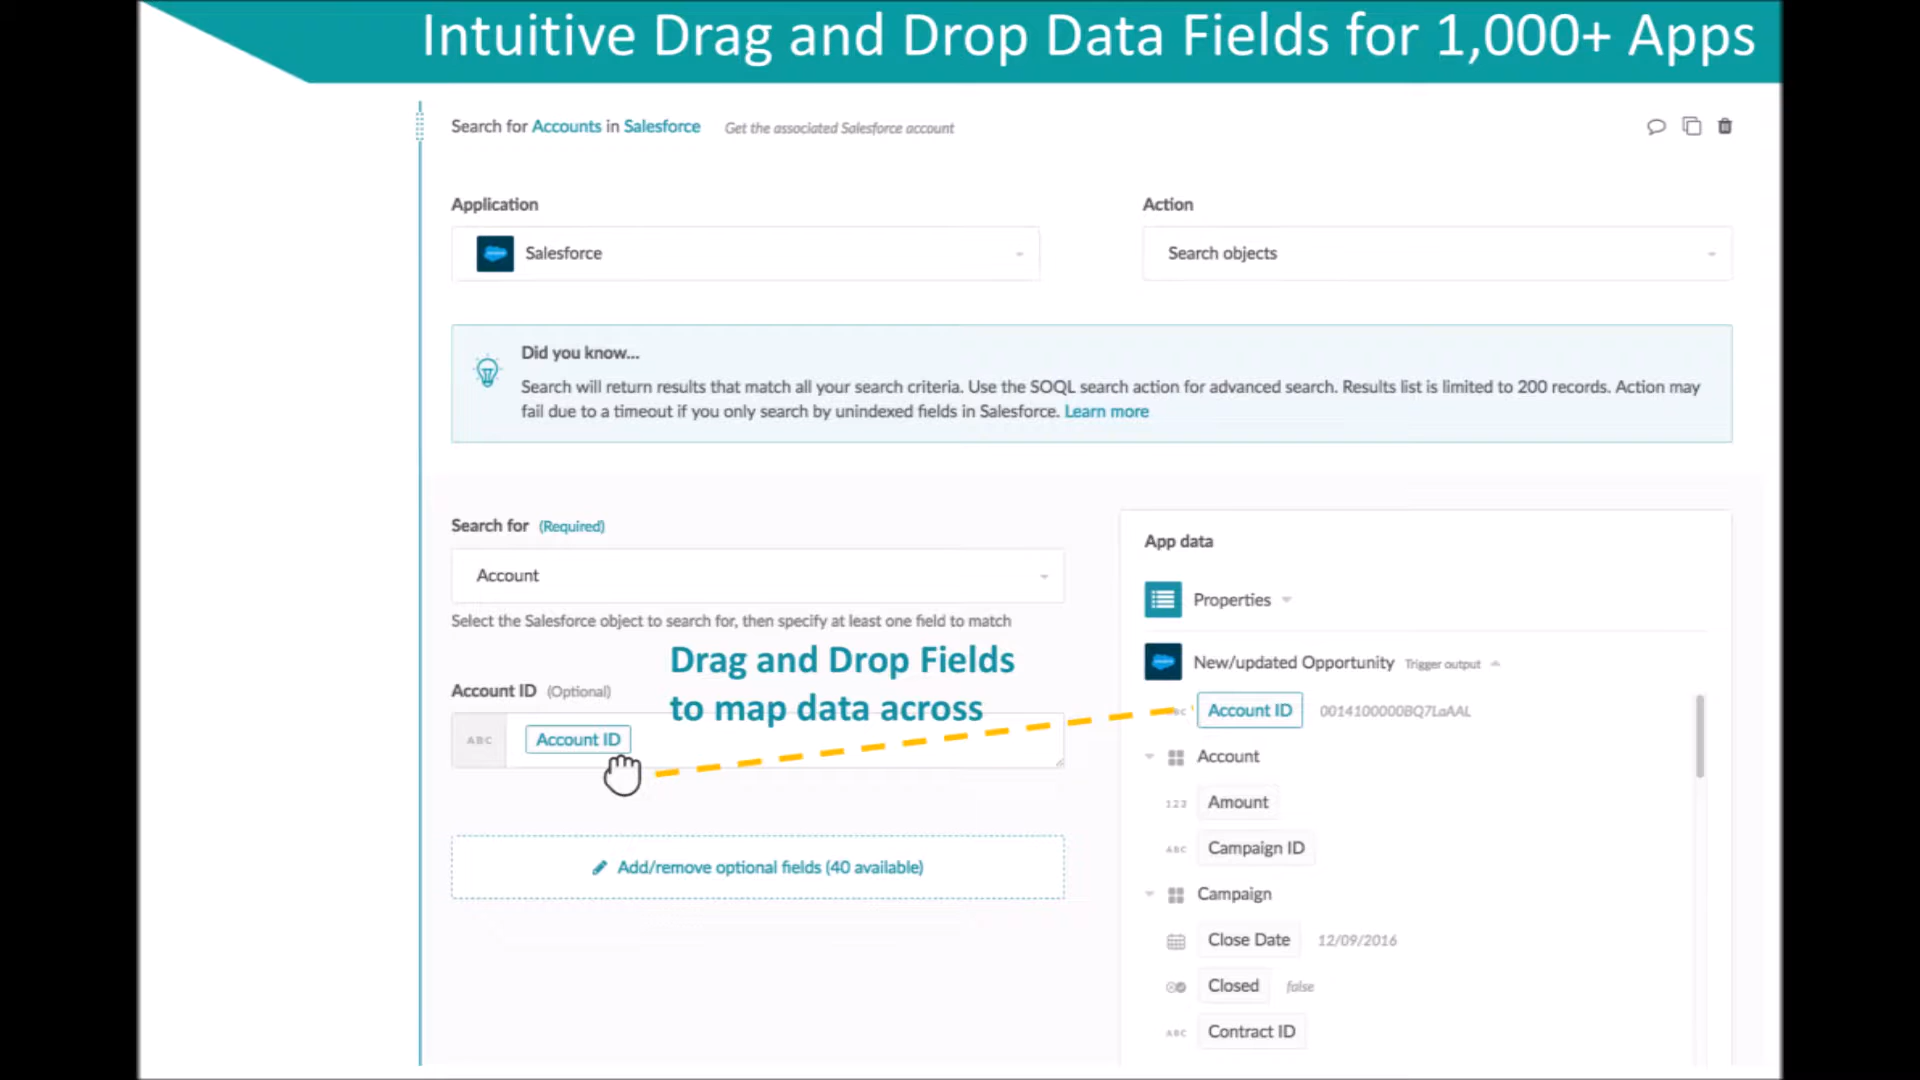 Intuitive Drag and Drop Data Fields for 1,000+ Apps
Search for Accounts in Salesforce Get the associated Salesforce account
Application
Salesforce
Action
Search objects
Did you know...
Search will return results that match all your search criteria. Use the SOQL search action for advanced search. Results list is limited to 200 records. Action may
fail due to a timeout if you only search by unindexed fields in Salesforce. Learn more
Search for (Required)
Account
Select the Salesforce object to search for, then specify at least one field to match
Drag and Drop Fields
to map data across
Account ID (Optional)
ABC Account ID
Add/remove optional fields (40 available)
App data
Properties
New/updated Opportunity Trigger output
Account ID 0014100000BQ7LaAAL
Account
123 Amount
ABC Campaign ID
Campaign
Close Date 12/09/2016
Closed false
ABC Contract ID